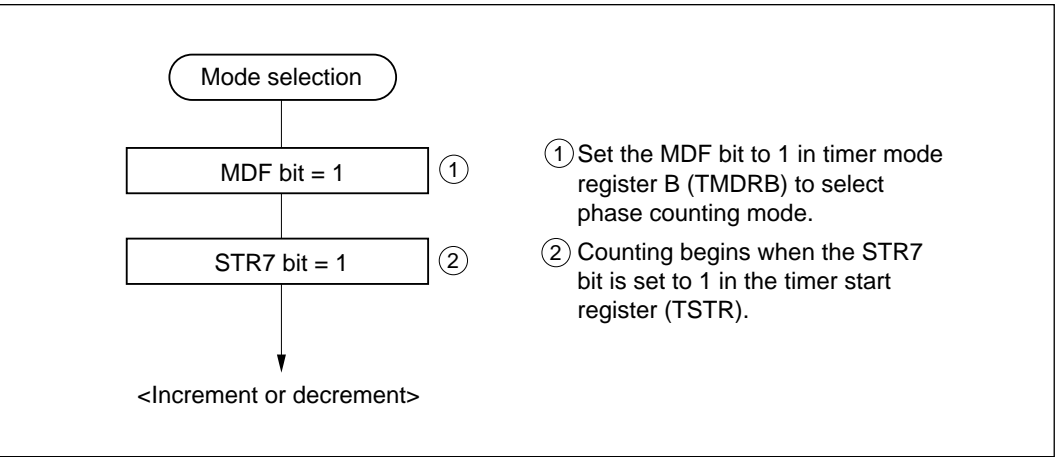 Mode selection
MDF bit = 1
1
STR7 bit = 1
2
<Increment or decrement>
1 Set the MDF bit to 1 in timer mode
register B (TMDRB) to select
phase counting mode.
2 Counting begins when the STR7
bit is set to 1 in the timer start
register (TSTR).